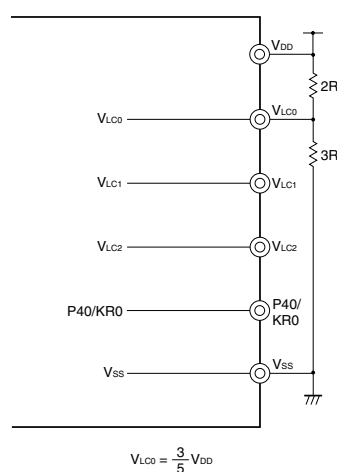 VDD
2R
VLC0 VLC0
3R
VLC1 VLC1
VLC2 VLC2
P40/KR0 P40/
KR0
VSS VSS
VLC0 = 3/5 VDD